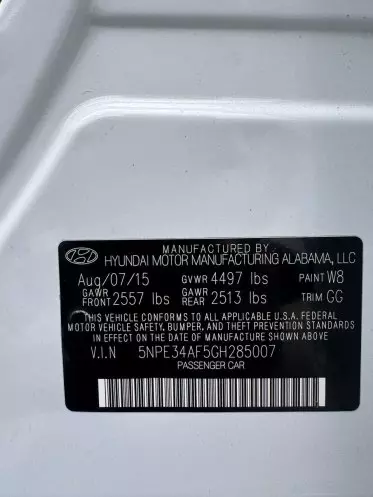 MANUFACTURED BY
HYUNDAI MOTOR MANUFACTURING ALABAMA, LLC
Aug/07/15 GVWR 4497 lbs PAINT W8
GAWR FRONT 2557 lbs GAWR REAR 2513 lbs TRIM GG
THIS VEHICLE CONFORMS TO ALL APPLICABLE U.S.A. FEDERAL
MOTOR VEHICLE SAFETY, BUMPER, AND THEFT PREVENTION STANDARDS
IN EFFECT ON THE DATE OF MANUFACTURE SHOWN ABOVE.
V.I.N 5NPE34AF5GH285007
PASSENGER CAR